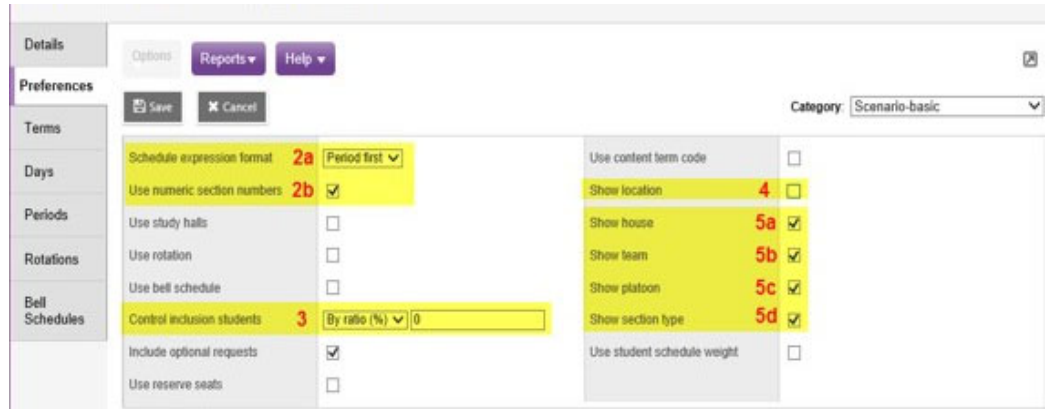 Details
Preferences
Terms
Days
Periods
Rotations
Bell
Schedules
Options Reports Help
Save Cancel
Category: Scenario-basic
Schedule expression format 2a Period first
Use numeric section numbers 2b
Use study halls
Use rotation
Use bell schedule
Control inclusion students 3 By ratio (%) 0
Include optional requests
Use reserve seats
Use content term code
Show location 4
Show house 5a
Show team 5b
Show platoon 5c
Show section type 5d
Use student schedule weight